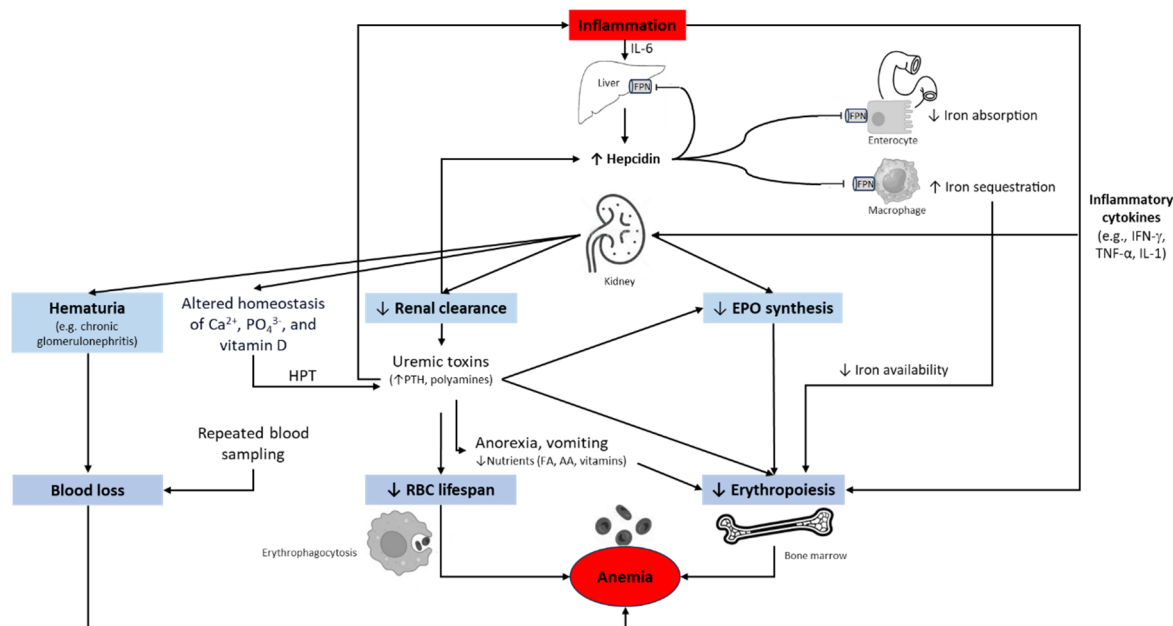 Inflammation
IL-6
Liver
FPN
↑ Hepcidin
FPN
Enterocyte
↓ Iron absorption
FPN
Macrophage
↑ Iron sequestration
Inflammatory
cytokines
(e.g., IFN-γ,
TNF-α, IL-1)
Kidney
Hematuria
(e.g. chronic
glomerulonephritis)
Altered homeostasis
of Ca²⁺, PO₄³⁻, and
vitamin D
↓ Renal clearance
↓ EPO synthesis
HPT
Uremic toxins
(↑PTH, polyamines)
↓ Iron availability
Repeated blood
sampling
Anorexia, vomiting
↓Nutrients (FA, AA, vitamins)
Blood loss
↓ RBC lifespan
↓ Erythropoiesis
Erythrophagocytosis
Bone marrow
Anemia